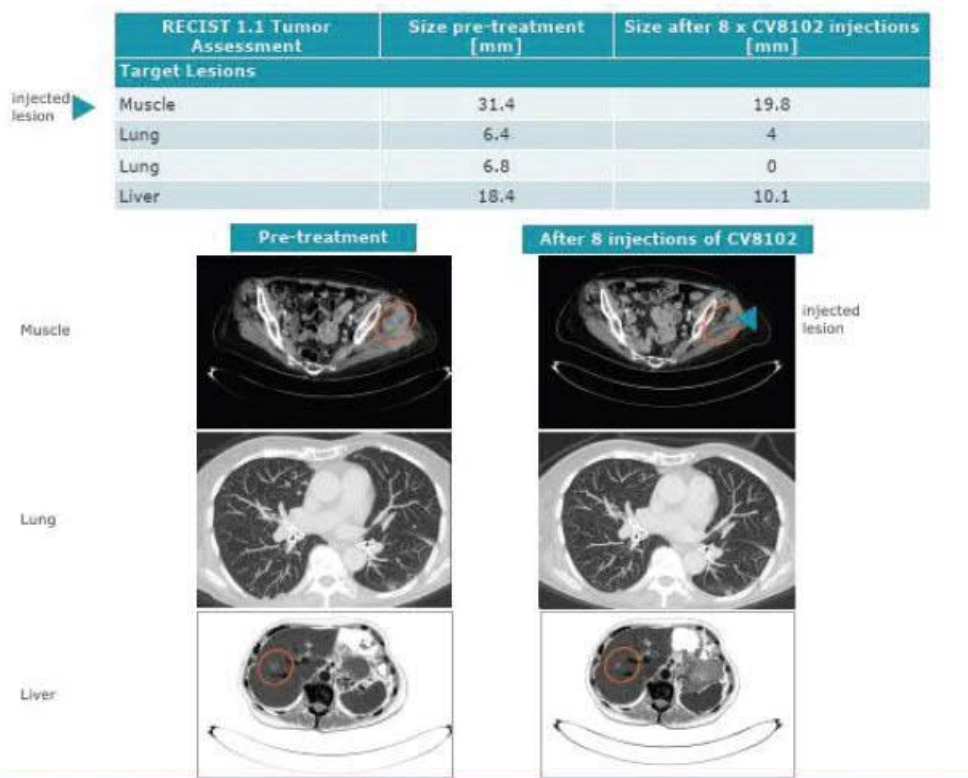 RECIST 1.1 Tumor Assessment
Size pre-treatment [mm]
Size after 8 x CV8102 injections [mm]
Target Lesions
injected lesion
Muscle 31.4 19.8
Lung 6.4 4
Lung 6.8 0
Liver 18.4 10.1
Pre-treatment
After 8 injections of CV8102
Muscle
injected lesion
Lung
Liver